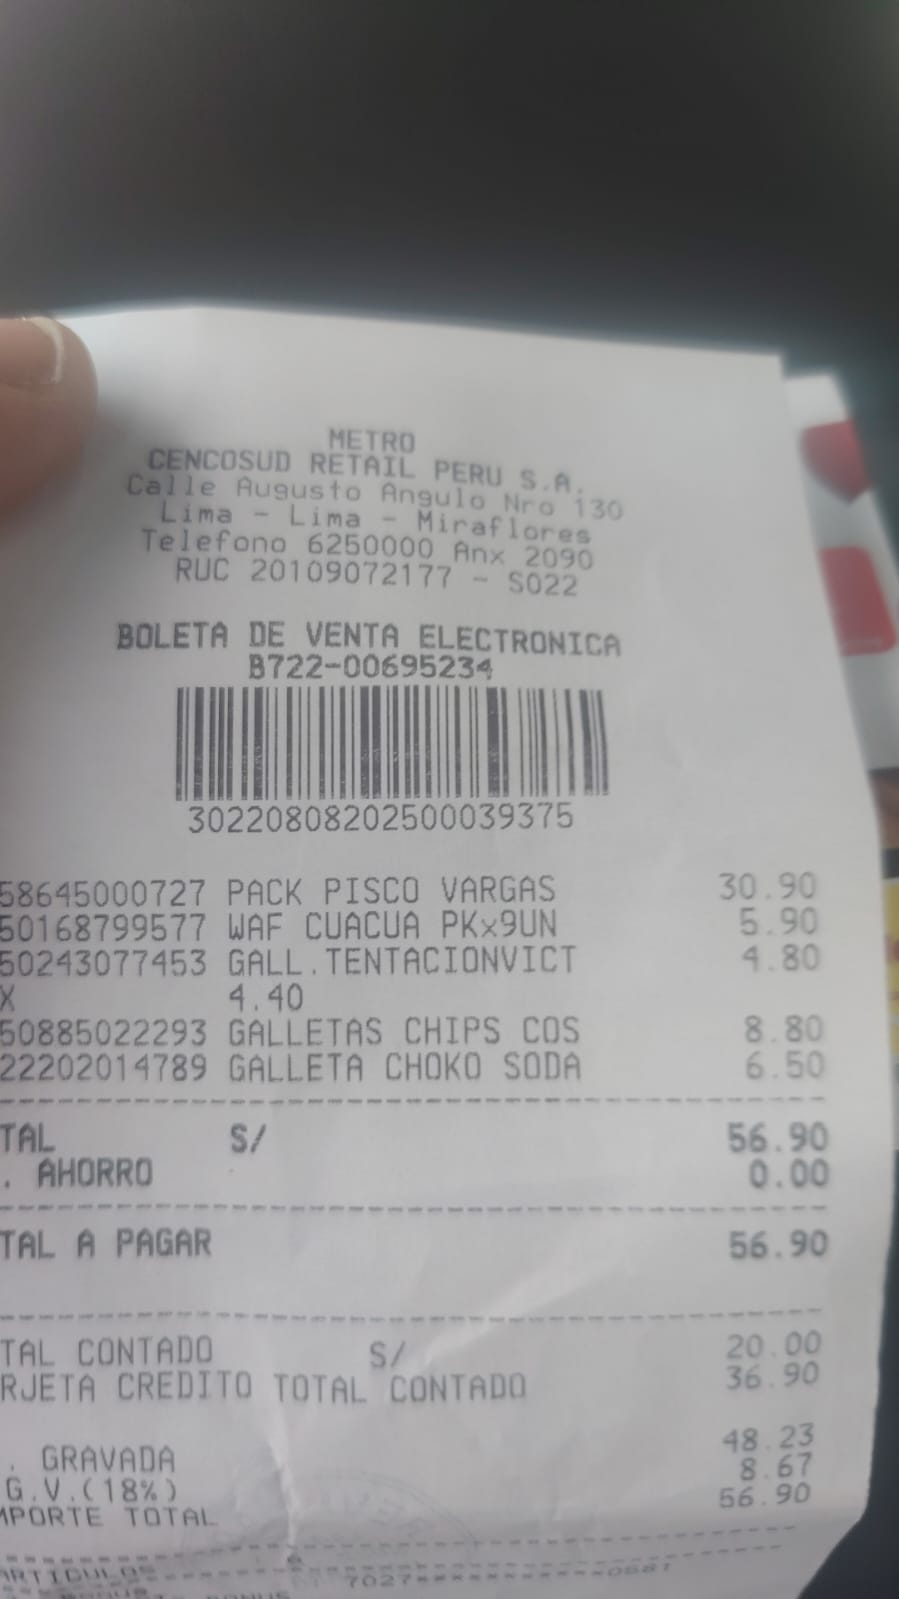 METRO
CENCOSUD RETAIL PERU S.A.
Calle Augusto Angulo Nro 130
Lima - Lima - Miraflores
Telefono 6250000 Anx 2090
RUC 20109072177 - S022
BOLETA DE VENTA ELECTRONICA
B722-00695234
30220808202500039375
58645000727 PACK PISCO VARGAS 30.90
50168799577 WAF CUACUA PKx9UN 5.90
50243077453 GALL.TENTACIONVICT 4.80
X 4.40
50885022293 GALLETAS CHIPS COS 8.80
22202014789 GALLETA CHOKO SODA 6.50
TAL S/ 56.90
. AHORRO 0.00
TAL A PAGAR 56.90
TAL CONTADO S/ 20.00
RJETA CREDITO TOTAL CONTADO 36.90
. GRAVADA 48.23
G.V.(18%) 8.67
MPORTE TOTAL 56.90
ARTICULOS